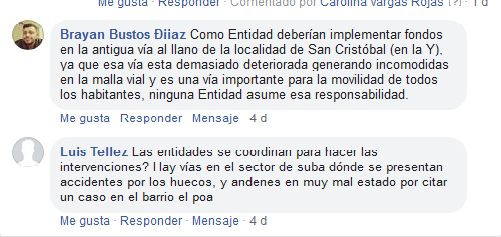 Me gusta · Responder · Comentado por Carolina Vargas Rojas [?] · 4 d
Brayan Bustos Diiaz Como Entidad deberían implementar fondos
en la antigua vía al llano de la localidad de San Cristóbal (en la Y),
ya que esa vía esta demasiado deteriorada generando incomodidas
en la malla vial y es una vía importante para la movilidad de todos
los habitantes, ninguna Entidad asume esa responsabilidad.
Me gusta Responder Mensaje 4 d
Luis Tellez Las entidades se coordinan para hacer las
intervenciones? Hay vías en el sector de suba dónde se presentan
accidentes por los huecos, y andenes en muy mal estado por citar
un caso en el barrio el poa
Me gusta · Responder · Mensaje · 4 d